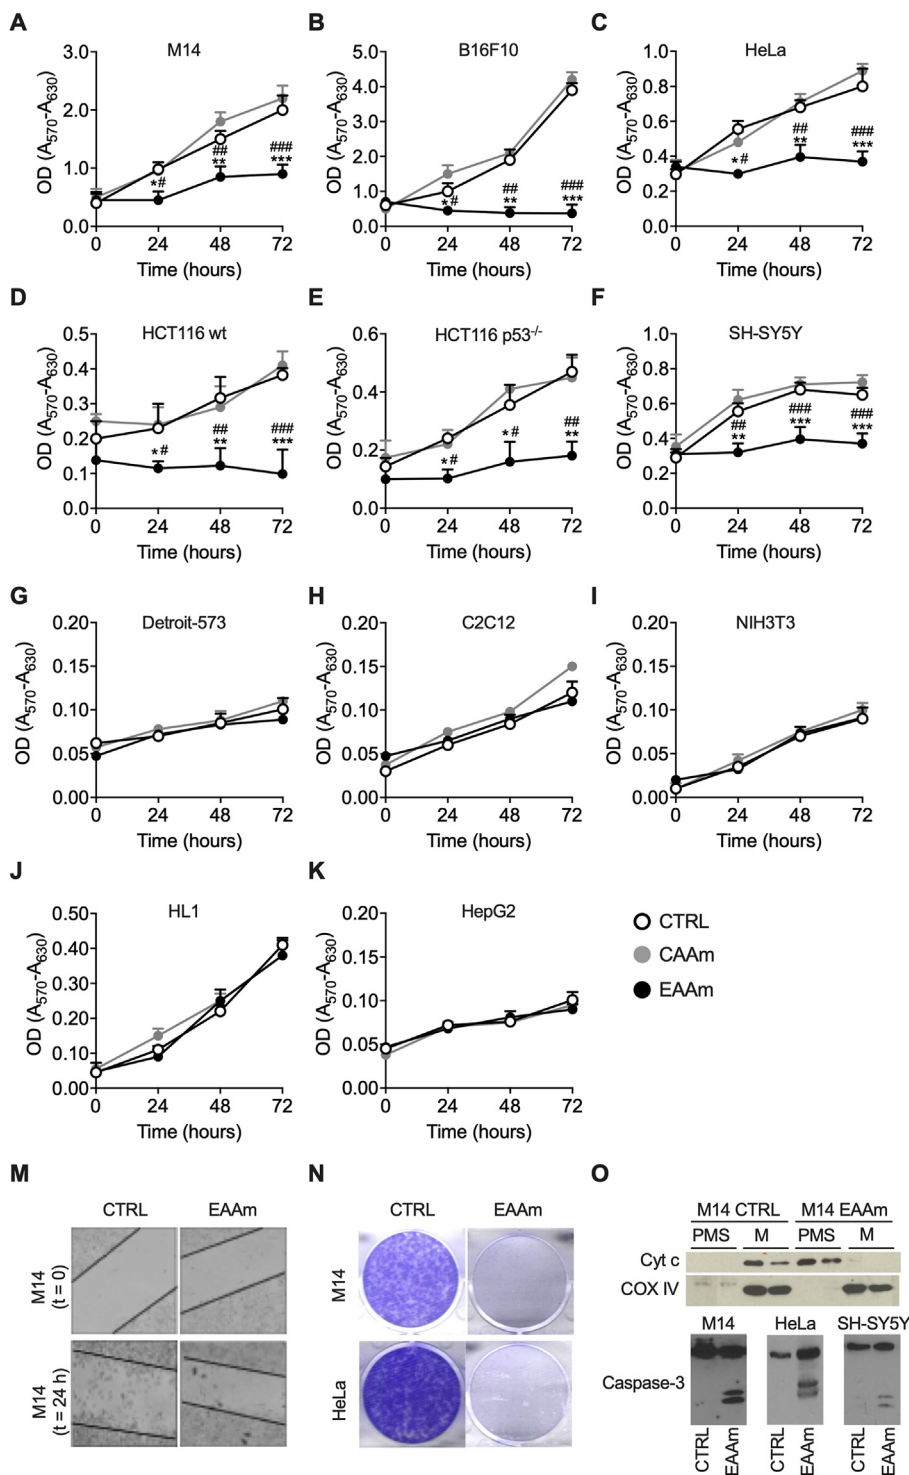 A
M14
OD (A570-A630)
3.0
2.0
1.0
0.0
## ###
*# ** ***
0 24 48 72
Time (hours)
B
B16F10
OD (A570-A630)
5.0
4.0
3.0
2.0
1.0
0.0
## ###
*# ** ***
0 24 48 72
Time (hours)
C
HeLa
OD (A570-A630)
1.0
0.8
0.6
0.4
0.2
0.0
## ###
*# ** ***
0 24 48 72
Time (hours)
D
HCT116 wt
OD (A570-A630)
0.5
0.4
0.3
0.2
0.1
0.0
## ###
*# ** ***
0 24 48 72
Time (hours)
E
HCT116 p53-/-
OD (A570-A630)
0.6
0.4
0.2
0.0
##
*# *# **
0 24 48 72
Time (hours)
F
SH-SY5Y
OD (A570-A630)
1.0
0.8
0.6
0.4
0.2
0.0
## ### ###
** *** ***
0 24 48 72
Time (hours)
G
Detroit-573
OD (A570-A630)
0.20
0.15
0.10
0.05
0.00
0 24 48 72
Time (hours)
H
C2C12
OD (A570-A630)
0.20
0.15
0.10
0.05
0.00
0 24 48 72
Time (hours)
I
NIH3T3
OD (A570-A630)
0.20
0.15
0.10
0.05
0.00
0 24 48 72
Time (hours)
J
HL1
OD (A570-A630)
0.50
0.40
0.30
0.20
0.10
0.00
0 24 48 72
Time (hours)
K
HepG2
OD (A570-A630)
0.20
0.15
0.10
0.05
0.00
0 24 48 72
Time (hours)
CTRL
CAAm
EAAm
M
CTRL EAAm
M14
(t = 0)
M14
(t = 24 h)
N
CTRL EAAm
M14
HeLa
O
M14 CTRL M14 EAAm
PMS M PMS M
Cyt c
COX IV
M14 HeLa SH-SY5Y
Caspase-3
CTRL EAAm CTRL EAAm CTRL EAAm